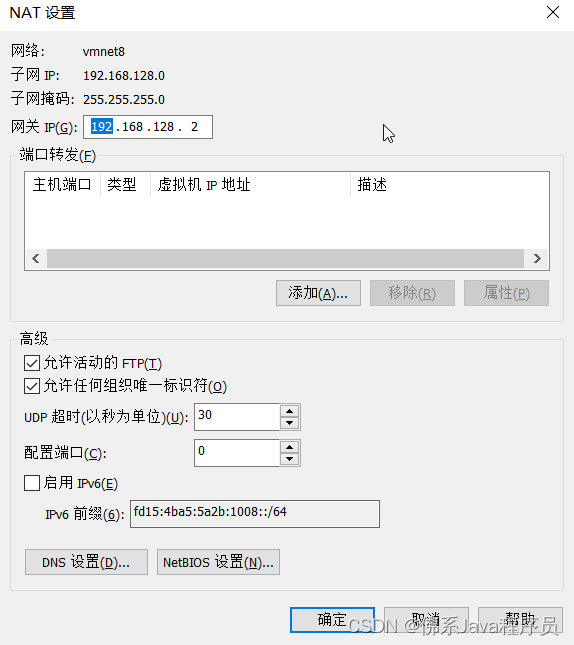 NAT 设置
网络: vmnet8
子网 IP: 192.168.128.0
子网掩码: 255.255.255.0
网关 IP(G): 192 . 168 . 128 . 2
端口转发(F)
主机端口 类型 虚拟机 IP 地址 描述
添加(A)... 移除(R) 属性(P)
高级
允许活动的 FTP(T)
允许任何组织唯一标识符(O)
UDP 超时(以秒为单位)(U): 30
配置端口(C): 0
启用 IPv6(E)
IPv6 前缀(6): fd15:4ba5:5a2b:1008::/64
DNS 设置(D)... NetBIOS 设置(N)...
确定 取消 帮助
CSDN @佛系Java程序员